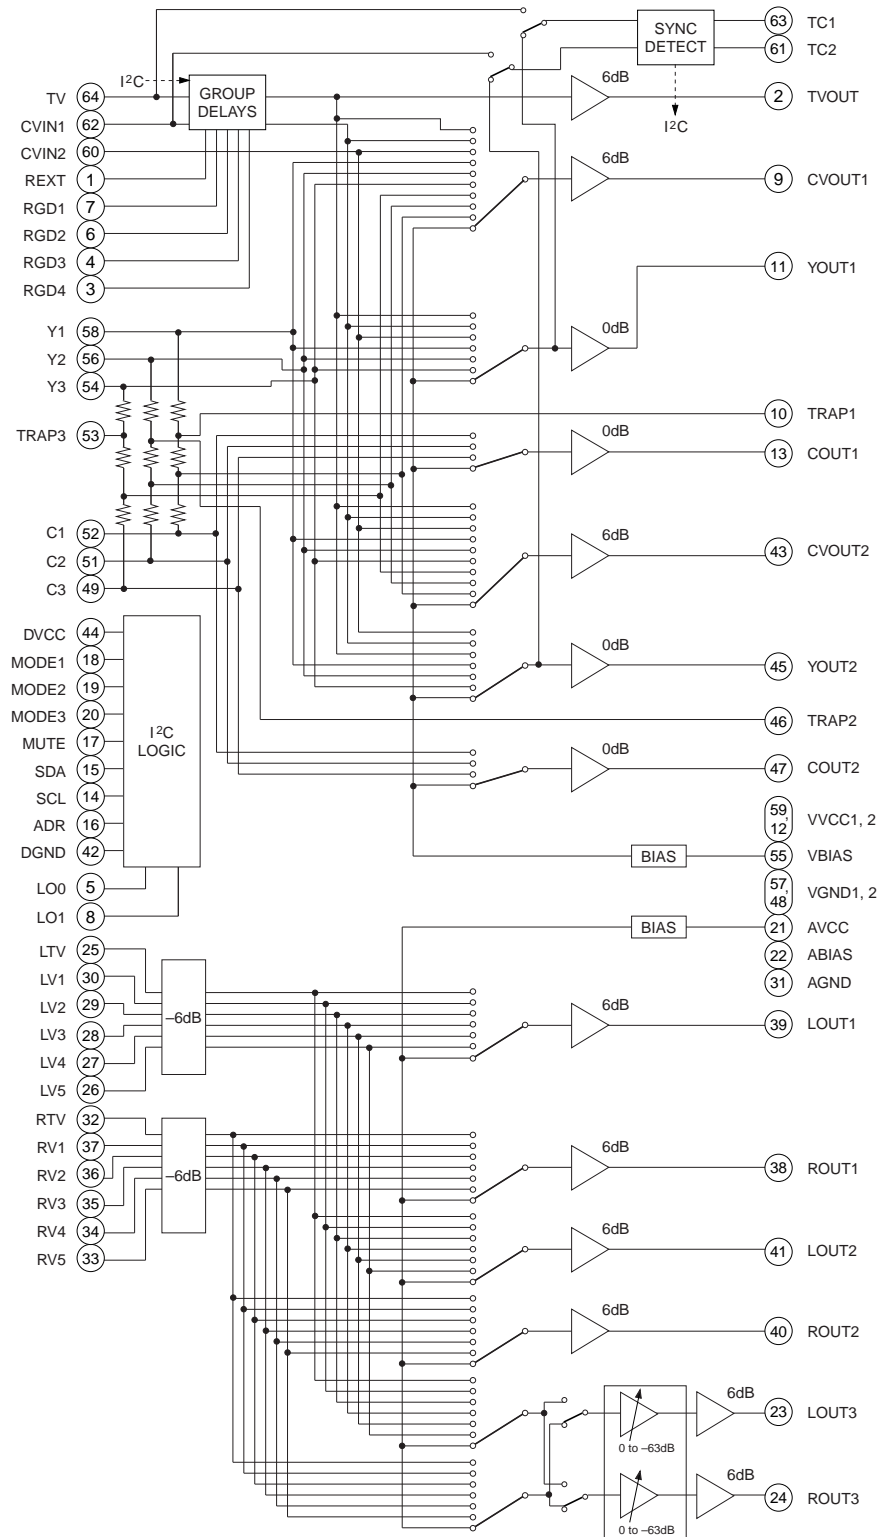 63 TC1
SYNC
DETECT
61 TC2
I²C
GROUP
DELAYS
6dB
TV 64
2 TVOUT
I²C
CVIN1 62
CVIN2 60
6dB
REXT 1
9 CVOUT1
RGD1 7
RGD2 6
RGD3 4
11 YOUT1
RGD4 3
Y1 58
0dB
Y2 56
Y3 54
10 TRAP1
TRAP3 53
0dB
13 COUT1
C1 52
6dB
C2 51
43 CVOUT2
C3 49
DVCC 44
0dB
MODE1 18
45 YOUT2
MODE2 19
MODE3 20
46 TRAP2
I²C
LOGIC
MUTE 17
0dB
SDA 15
47 COUT2
SCL 14
59,
12
VVCC1, 2
ADR 16
DGND 42
BIAS
55 VBIAS
LO0 5
57,
48
VGND1, 2
LO1 8
BIAS
21 AVCC
LTV 25
22 ABIAS
LV1 30
31 AGND
LV2 29
6dB
–6dB
LV3 28
39 LOUT1
LV4 27
LV5 26
RTV 32
RV1 37
6dB
RV2 36
38 ROUT1
–6dB
RV3 35
RV4 34
6dB
RV5 33
41 LOUT2
6dB
40 ROUT2
6dB
23 LOUT3
0 to –63dB
6dB
24 ROUT3
0 to –63dB